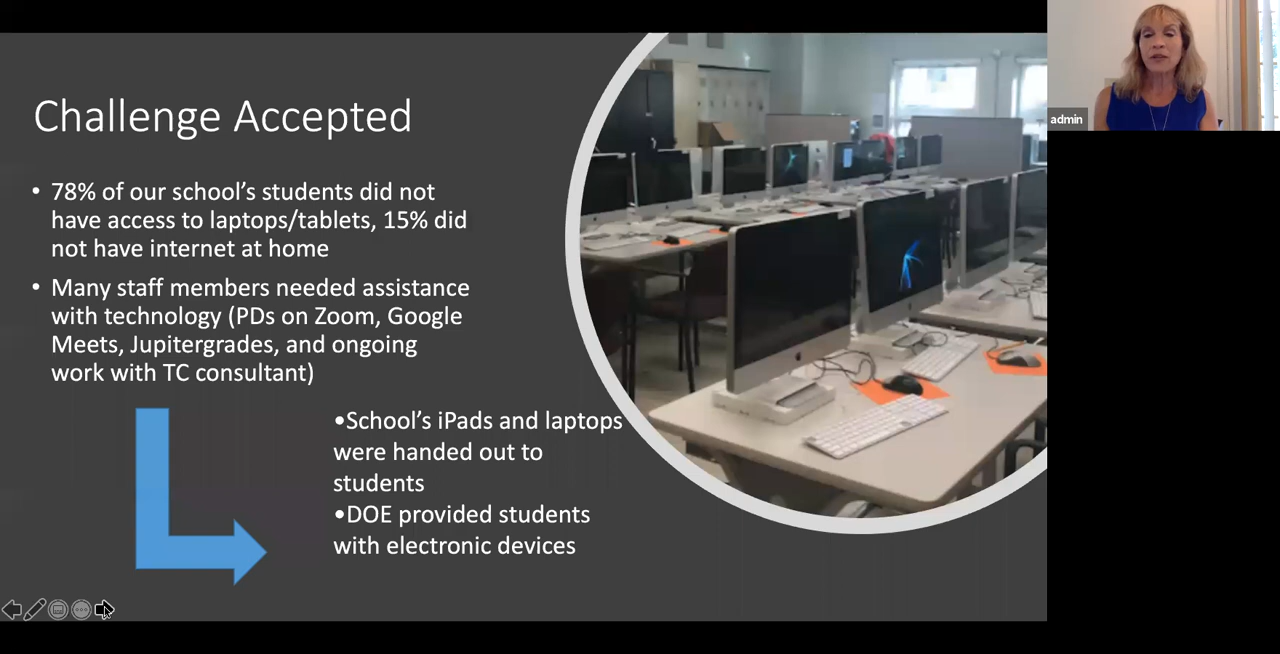 Challenge Accepted
• 78% of our school's students did not
have access to laptops/tablets, 15% did
not have internet at home
• Many staff members needed assistance
with technology (PDs on Zoom, Google
Meets, Jupitergrades, and ongoing
work with TC consultant)
•School's iPads and laptops
were handed out to
students
•DOE provided students
with electronic devices
admin